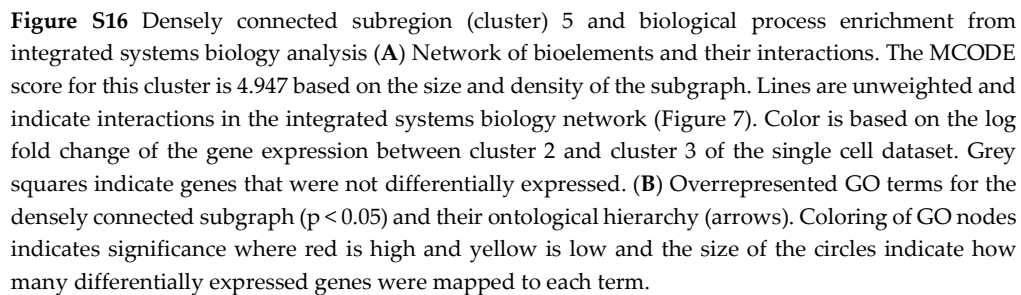 Figure S16 Densely connected subregion (cluster) 5 and biological process enrichment from
integrated systems biology analysis (A) Network of bioelements and their interactions. The MCODE
score for this cluster is 4.947 based on the size and density of the subgraph. Lines are unweighted and
indicate interactions in the integrated systems biology network (Figure 7). Color is based on the log
fold change of the gene expression between cluster 2 and cluster 3 of the single cell dataset. Grey
squares indicate genes that were not differentially expressed. (B) Overrepresented GO terms for the
densely connected subgraph (p < 0.05) and their ontological hierarchy (arrows). Coloring of GO nodes
indicates significance where red is high and yellow is low and the size of the circles indicate how
many differentially expressed genes were mapped to each term.